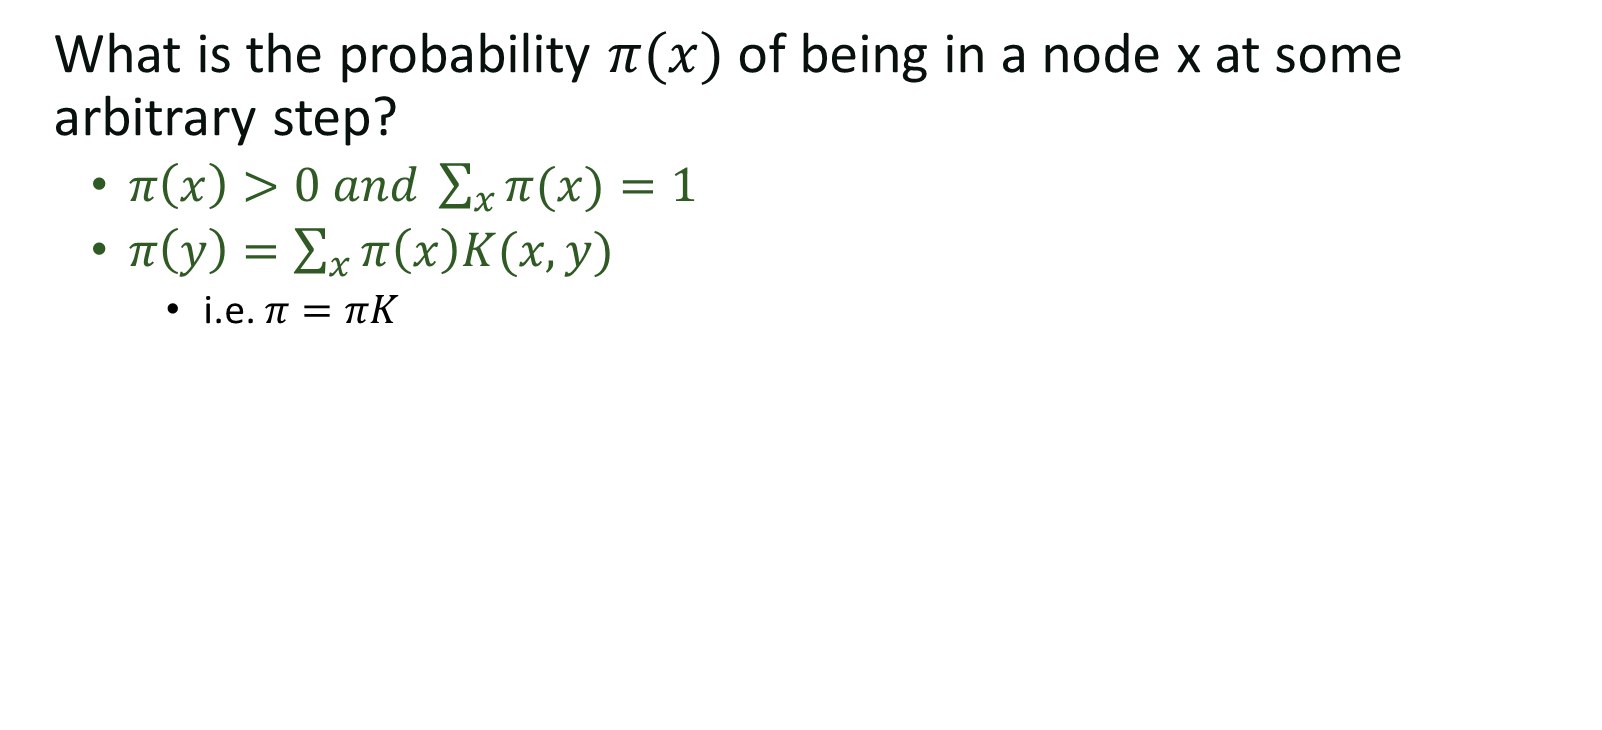 What is the probability 𝜋(𝑥) of being in a node x at some
arbitrary step?
• 𝜋(𝑥) > 0 𝑎𝑛𝑑 ∑𝑥 𝜋(𝑥) = 1
• 𝜋(𝑦) = ∑𝑥 𝜋(𝑥)𝐾(𝑥, 𝑦)
• i.e. 𝜋 = 𝜋𝐾